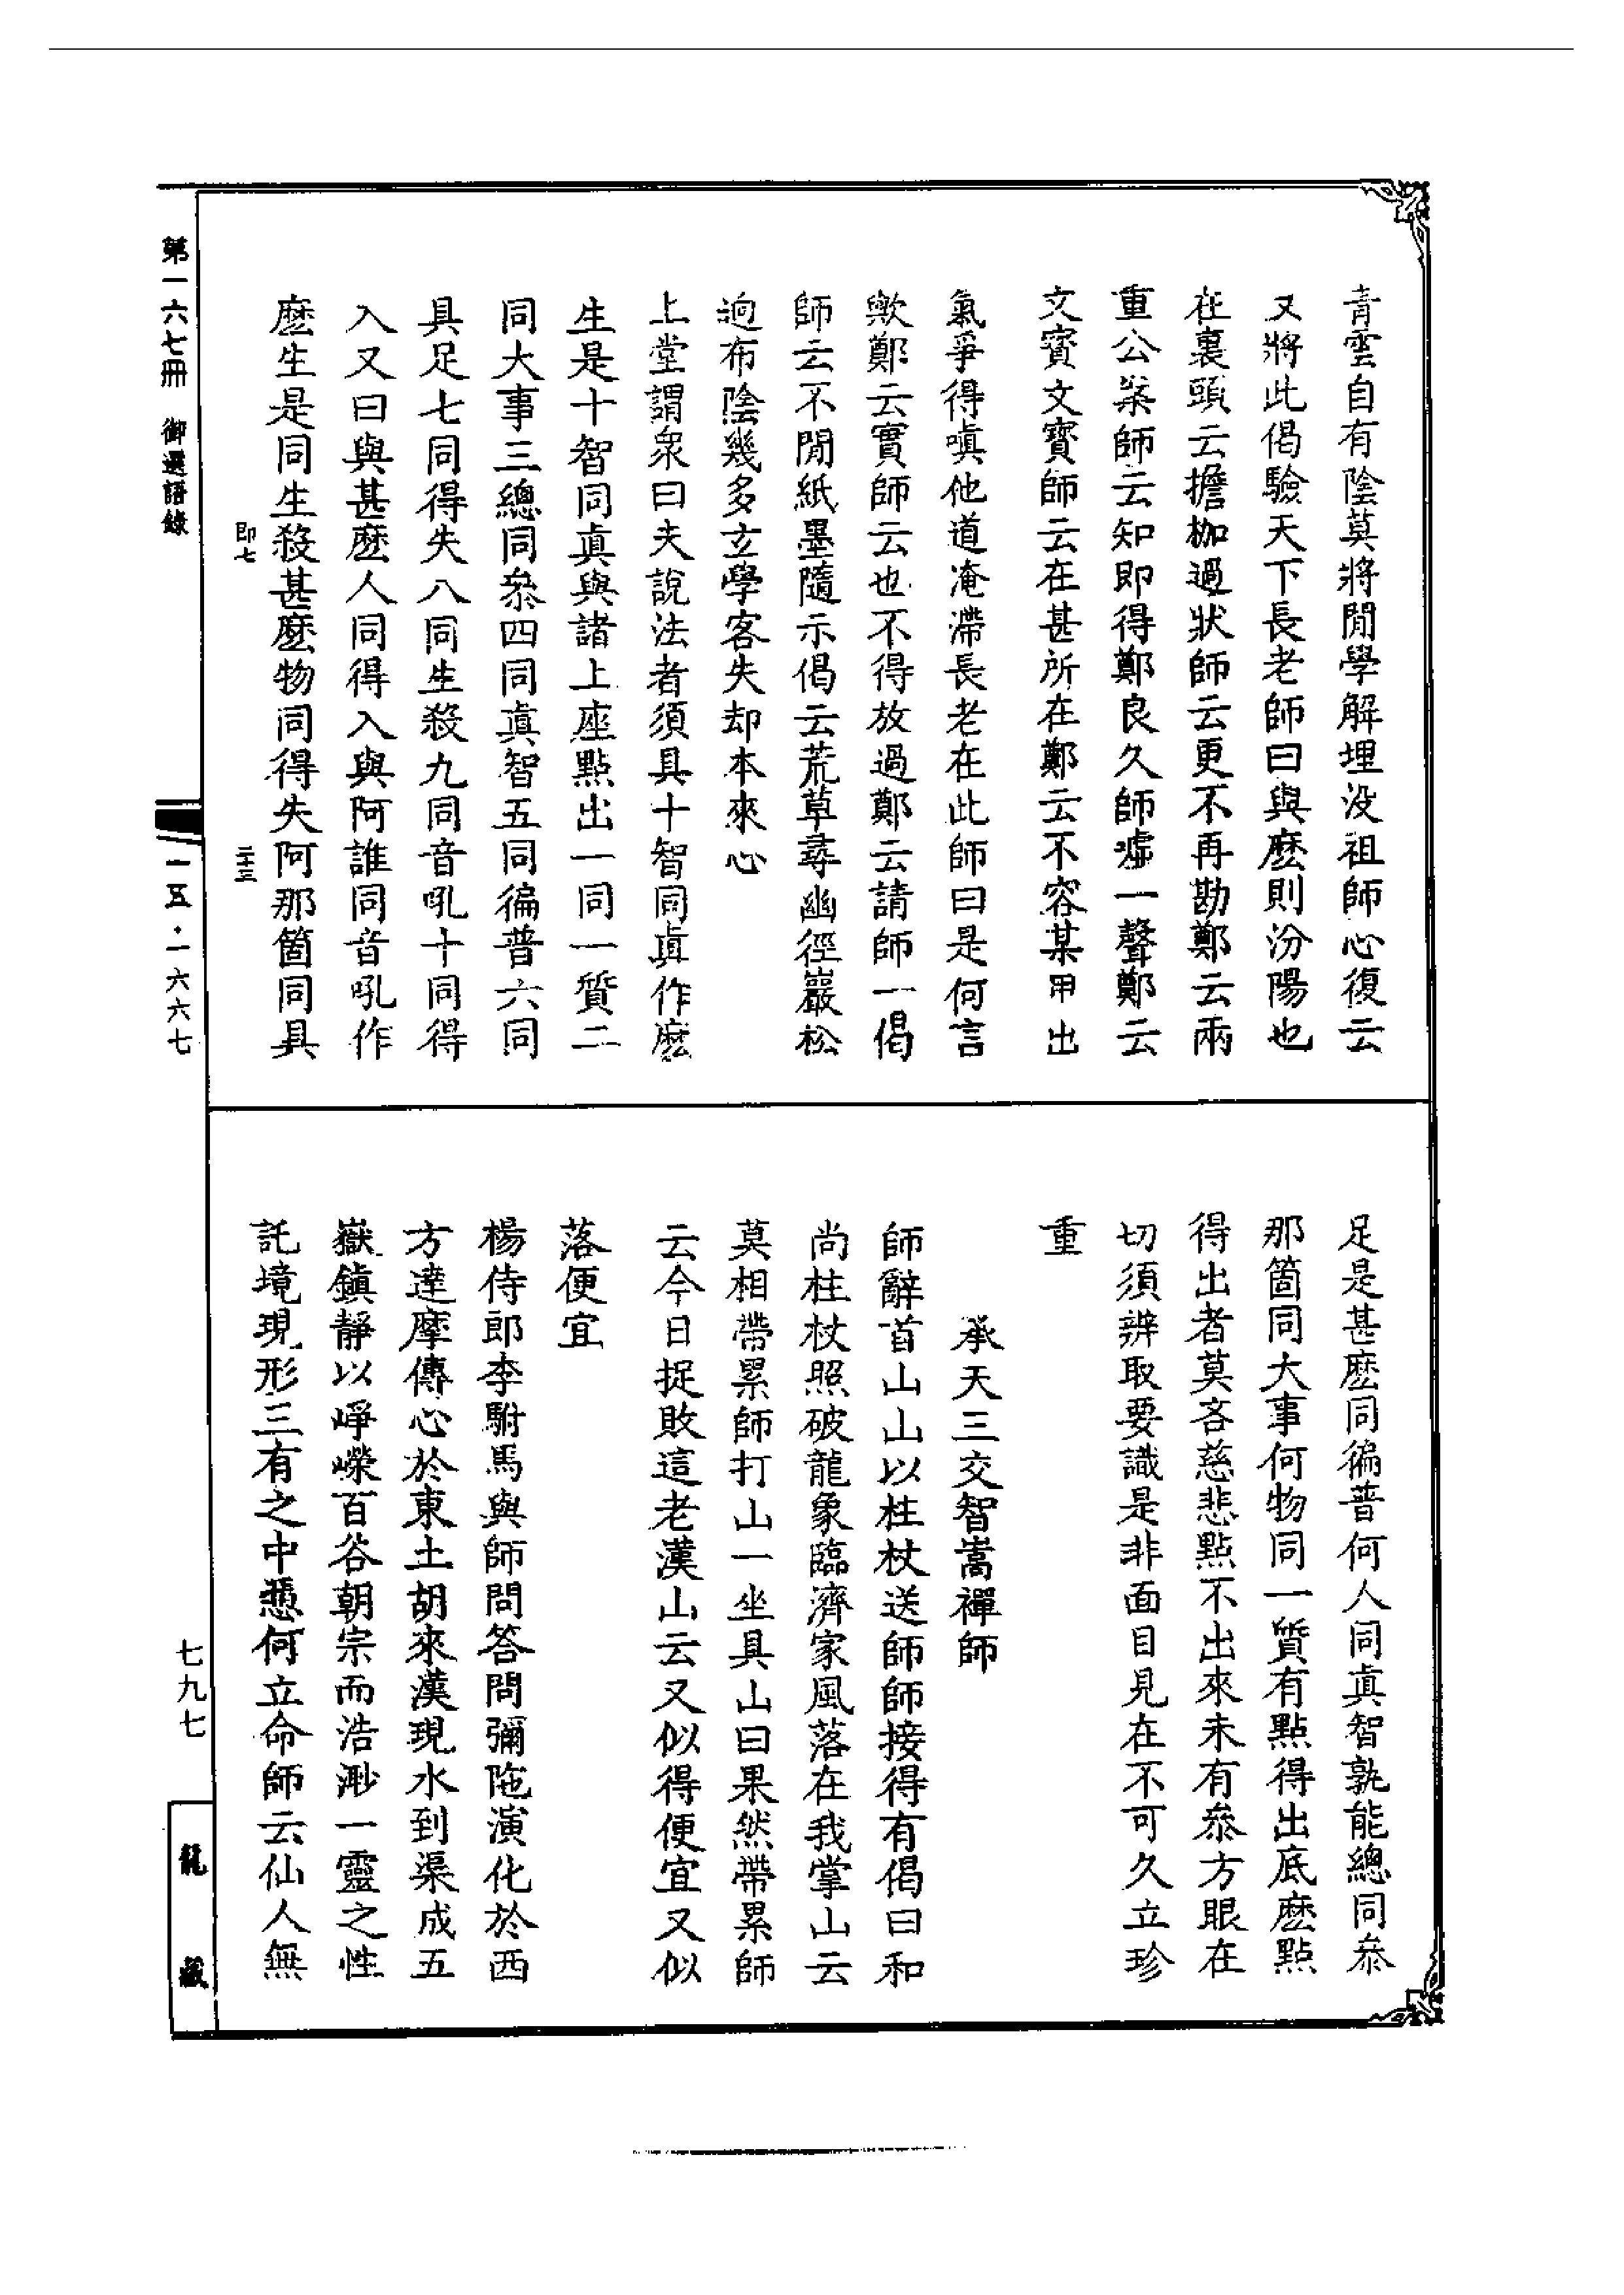 青雲自有陰莫將閒學解埋没祖師心復云
又將此偈驗天下長老師曰與麽則汾陽也
在裏頭云擔枷過狀師云更不再勘鄭云兩
重公案師云知即得鄭良久師噓一聲鄭云
文寳文寳師云在甚所在鄭云不容某甲出
氣爭得嗔他道淹滯長老在此師曰是何言
歟鄭云實師云也不得放過鄭云請師一偈
師云不閒紙墨隨示偈云荒草尋幽徑巖松
逈布陰幾多玄學客失却本來心
上堂謂衆曰夫說法者須具十智同眞作麽
生是十智同眞與諸上座點出一同一質二
同大事三總同叅四同眞智五同徧普六同
具足七同得失八同生殺九同音吼十同得
入又曰與甚麽人同得入與阿誰同音吼作
麽生是同生殺甚麽物同得失阿那箇同具
即七
二十三
足是甚麽同徧普何人同眞智孰能總同叅
那箇同大事何物同一質有點得出底麽點
得出者莫吝慈悲點不出來未有叅方眼在
切須辨取要識是非面目見在不可久立珍
重
承天三交智嵩禪師
師辭首山山以柱杖送師師接得有偈曰和
尚柱杖照破龍象臨濟家風落在我掌山云
莫相帶累師打山一坐具山曰果然帶累師
云今日捉敗這老漢山云又似得便宜又似
落便宜
楊侍郎李駙馬與師問答問彌陁演化於西
方達摩傳心於東土胡來漢現水到渠成五
嶽鎭靜以崢嶸百谷朝宗而浩渺一靈之性
託境現形三有之中憑何立命師云仙人無
第一六七冊 御選語錄
一五·一六六七
七九七
龍藏